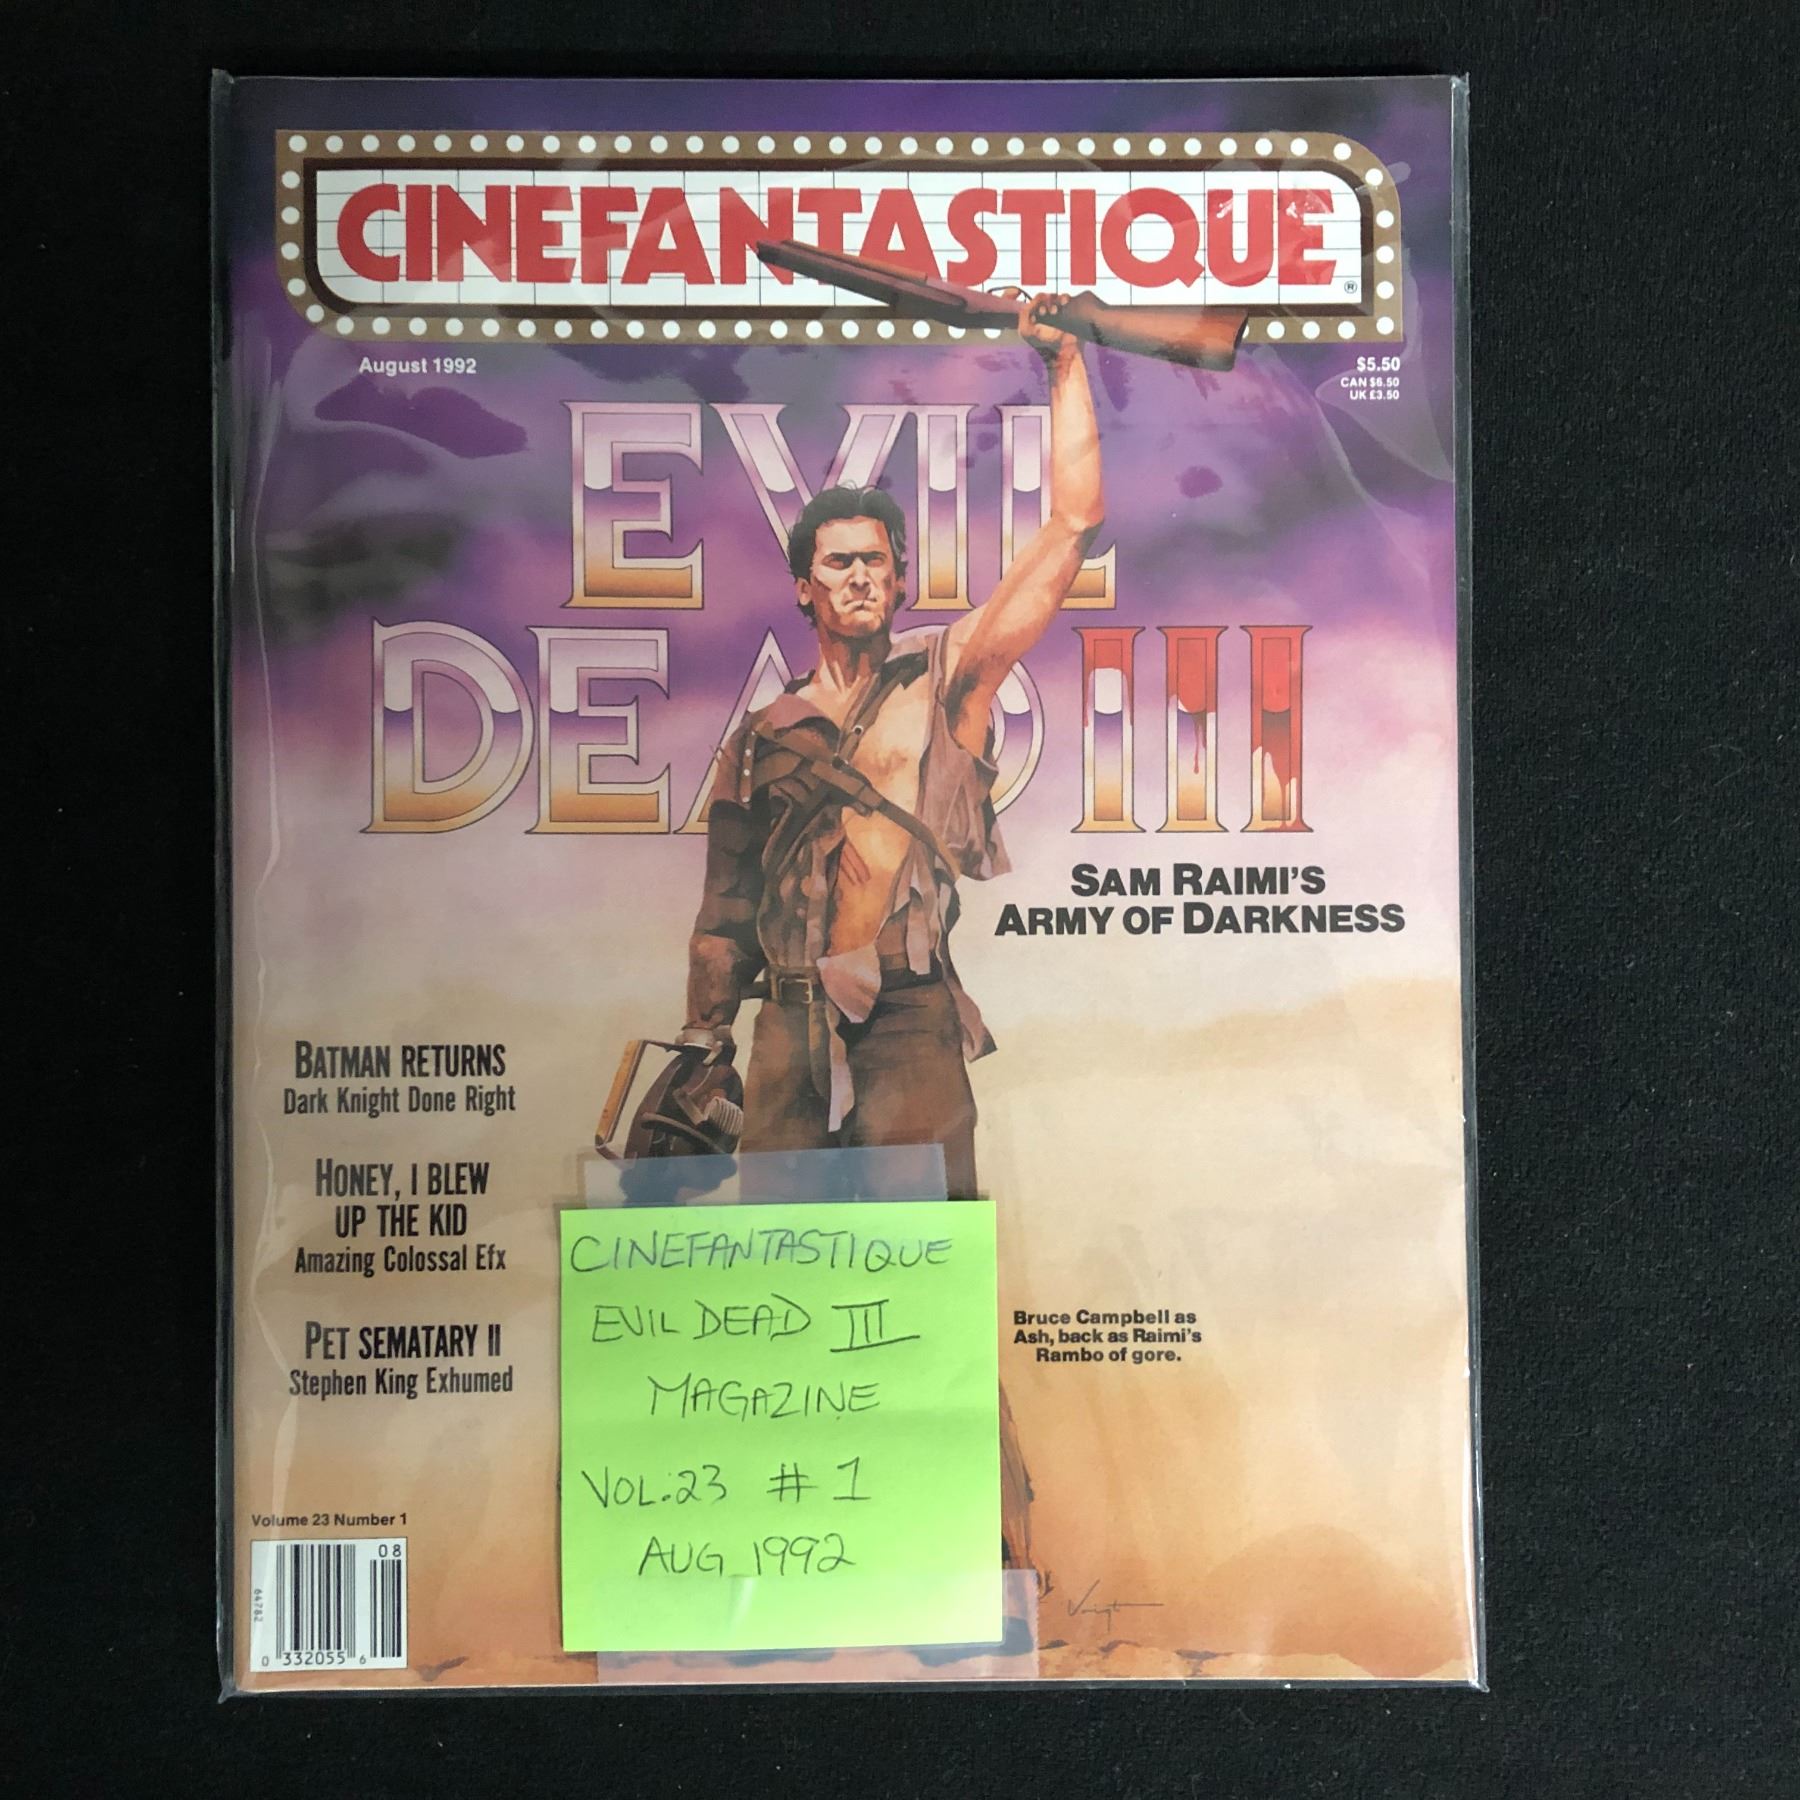 CINEFANTASTIQUE
®
August 1992
$5.50
CAN $6.50
UK £3.50
EVIL
DEAD III
SAM RAIMI'S
ARMY OF DARKNESS
BATMAN RETURNS
Dark Knight Done Right
HONEY, I BLEW
UP THE KID
Amazing Colossal Efx
PET SEMATARY II
Stephen King Exhumed
Bruce Campbell as
Ash, back as Raimi's
Rambo of gore.
CINEFANTASTIQUE
EVIL DEAD III
MAGAZINE
VOL:23 # 1
AUG 1992
Volume 23 Number 1
08
64782
0 332055 6